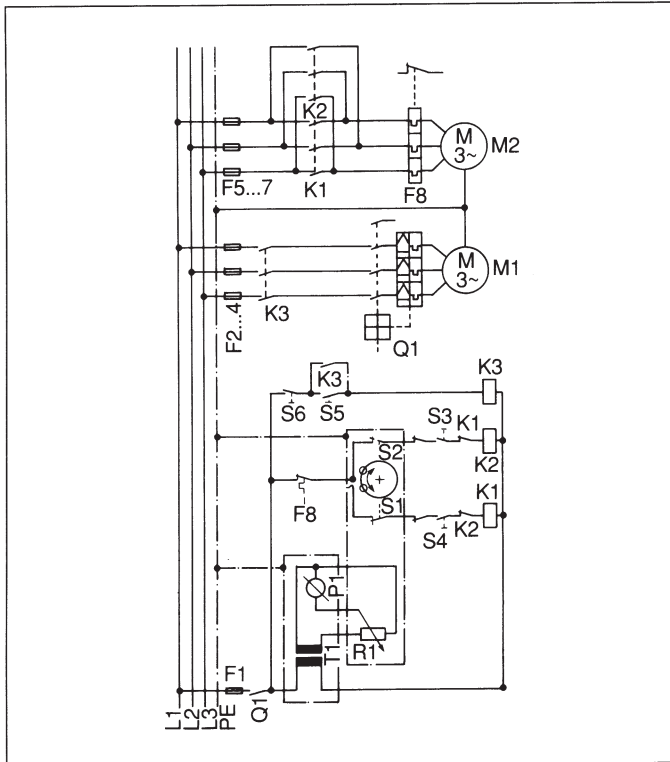 K2
M
3~
M2
F5...7
K1
F8
M
3~
M1
F2...4
K3
Q1
K3
K3
S6
S5
S3
K1
S2
K2
F8
S1
K1
S4
K2
P1
T1
R1
F1
Q1
L1
L2
L3
PE